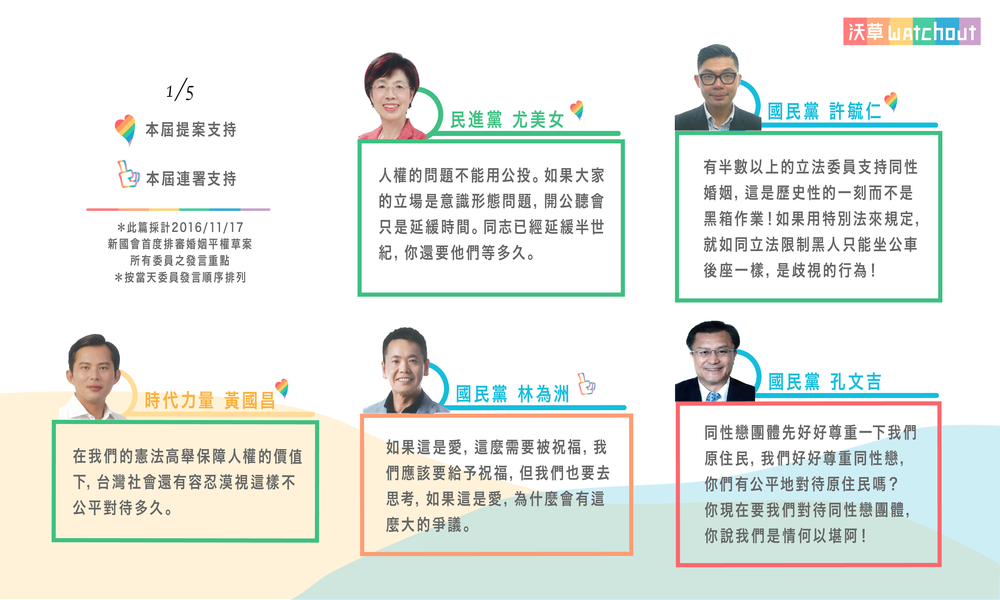 沃草 watchout
1/5
本屆提案支持
本屆連署支持
＊此篇採計2016/11/17
新國會首度排審婚姻平權草案
所有委員之發言重點
＊按當天委員發言順序排列
民進黨 尤美女
人權的問題不能用公投。如果大家
的立場是意識形態問題, 開公聽會
只是延緩時間。同志已經延緩半世
紀, 你還要他們等多久。
國民黨 許毓仁
有半數以上的立法委員支持同性
婚姻, 這是歷史性的一刻而不是
黑箱作業！如果用特別法來規定,
就如同立法限制黑人只能坐公車
後座一樣, 是歧視的行為！
時代力量 黃國昌
在我們的憲法高舉保障人權的價值
下, 台灣社會還有容忍漠視這樣不
公平對待多久。
國民黨 林為洲
如果這是愛, 這麼需要被祝福, 我
們應該要給予祝福, 但我們也要去
思考, 如果這是愛, 為什麼會有這
麼大的爭議。
國民黨 孔文吉
同性戀團體先好好尊重一下我們
原住民, 我們好好尊重同性戀,
你們有公平地對待原住民嗎？
你現在要我們對待同性戀團體,
你說我們是情何以堪阿！